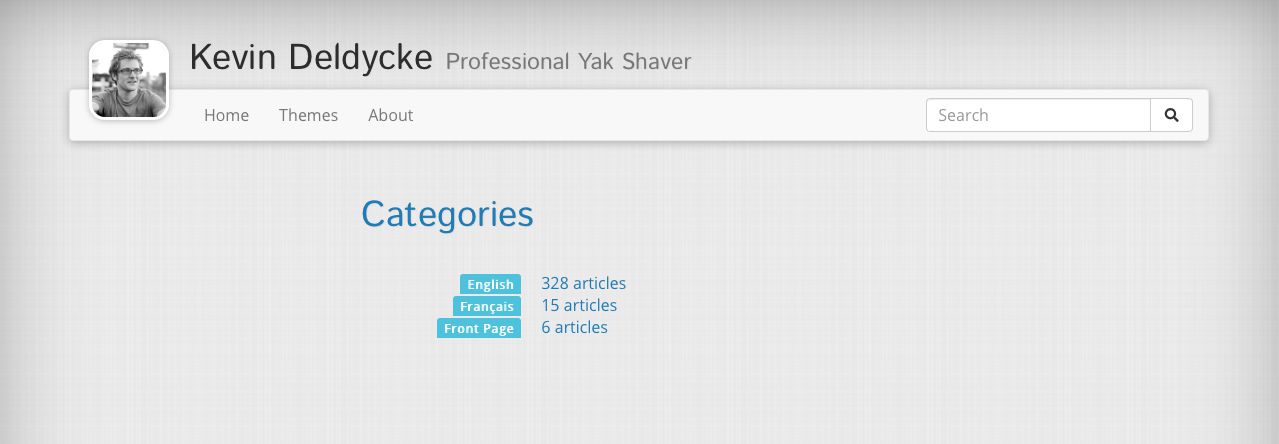 Kevin Deldycke Professional Yak Shaver
Home Themes About Search
Categories
English 328 articles
Français 15 articles
Front Page 6 articles